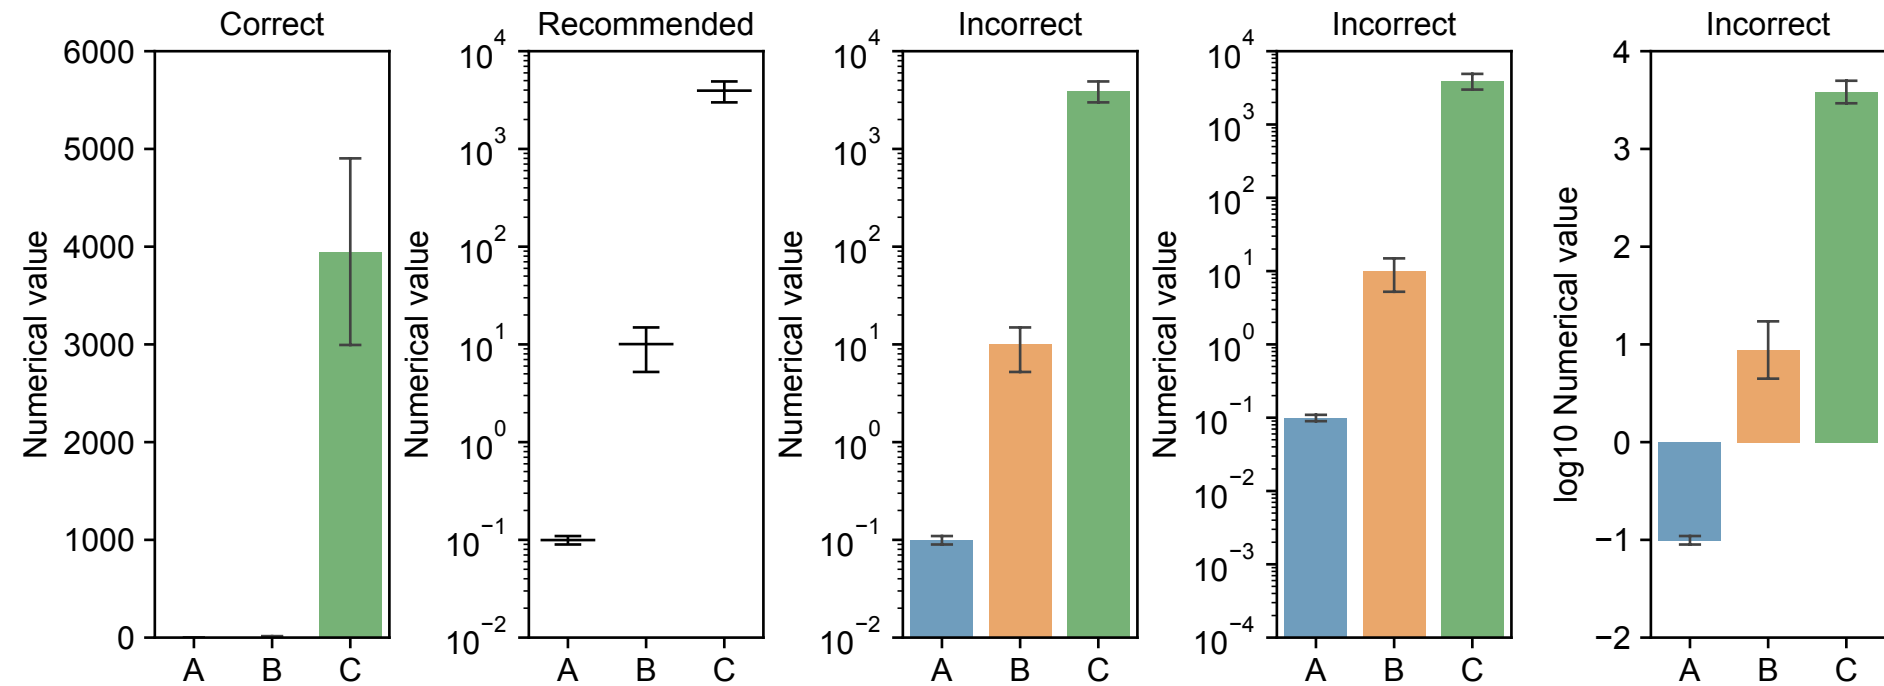 Correct
Recommended
Incorrect
Incorrect
Incorrect
Numerical value
6000
5000
4000
3000
2000
1000
0
A B C
Numerical value
10^4
10^3
10^2
10^1
10^0
10^−1
10^−2
A B C
Numerical value
10^4
10^3
10^2
10^1
10^0
10^−1
10^−2
A B C
Numerical value
10^4
10^3
10^2
10^1
10^0
10^−1
10^−2
10^−3
10^−4
A B C
log10 Numerical value
4
3
2
1
0
−1
−2
A B C